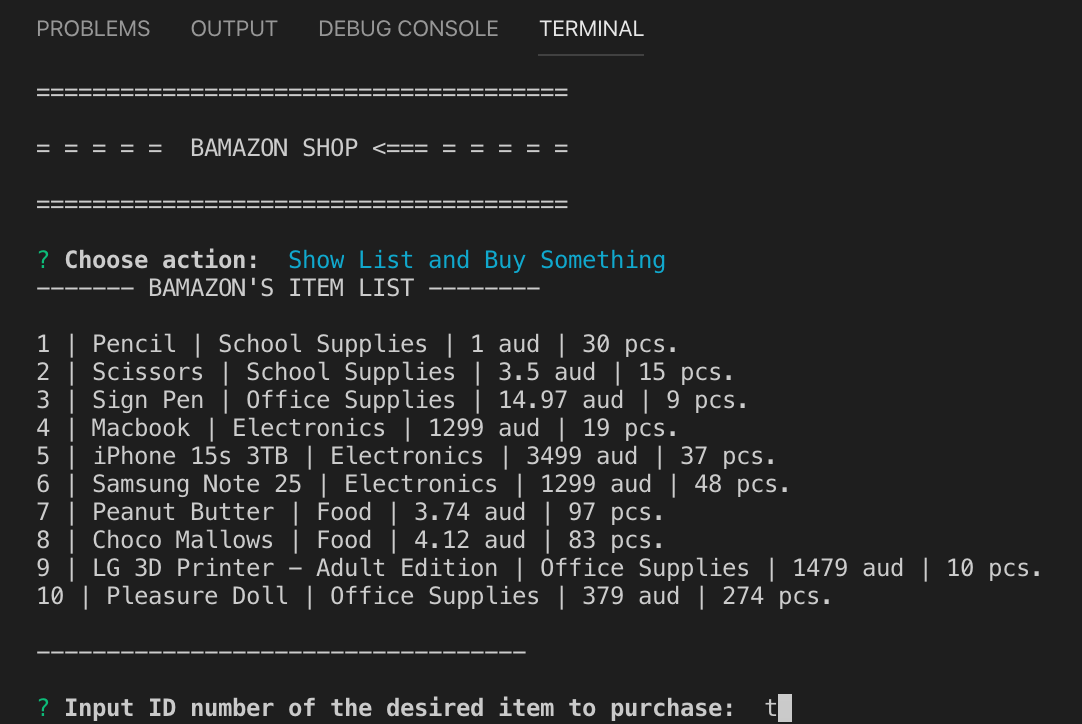 PROBLEMS OUTPUT DEBUG CONSOLE TERMINAL
======================================
= = = = =  BAMAZON SHOP <=== = = = = =
======================================
? Choose action:  Show List and Buy Something
------- BAMAZON'S ITEM LIST --------
1 | Pencil | School Supplies | 1 aud | 30 pcs.
2 | Scissors | School Supplies | 3.5 aud | 15 pcs.
3 | Sign Pen | Office Supplies | 14.97 aud | 9 pcs.
4 | Macbook | Electronics | 1299 aud | 19 pcs.
5 | iPhone 15s 3TB | Electronics | 3499 aud | 37 pcs.
6 | Samsung Note 25 | Electronics | 1299 aud | 48 pcs.
7 | Peanut Butter | Food | 3.74 aud | 97 pcs.
8 | Choco Mallows | Food | 4.12 aud | 83 pcs.
9 | LG 3D Printer - Adult Edition | Office Supplies | 1479 aud | 10 pcs.
10 | Pleasure Doll | Office Supplies | 379 aud | 274 pcs.
-----------------------------------
? Input ID number of the desired item to purchase:  t